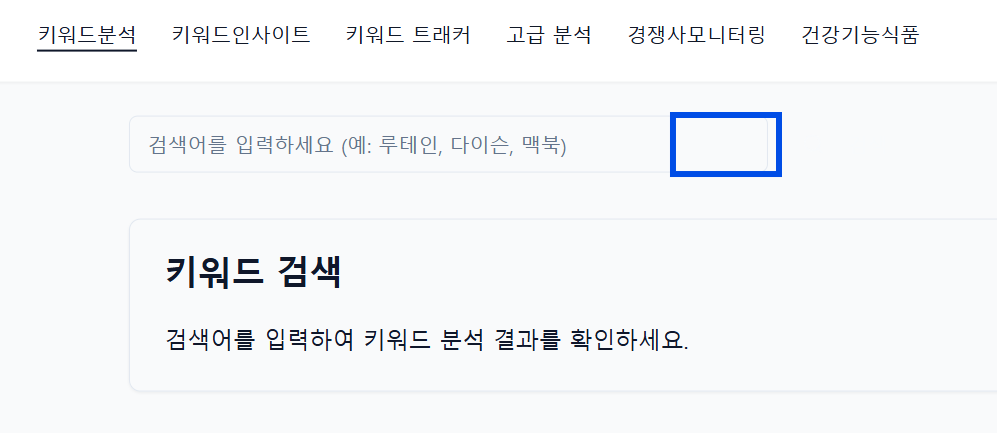 키워드분석 키워드인사이트 키워드 트래커 고급 분석 경쟁사모니터링 건강기능식품
검색어를 입력하세요 (예: 루테인, 다이슨, 맥북)
키워드 검색
검색어를 입력하여 키워드 분석 결과를 확인하세요.